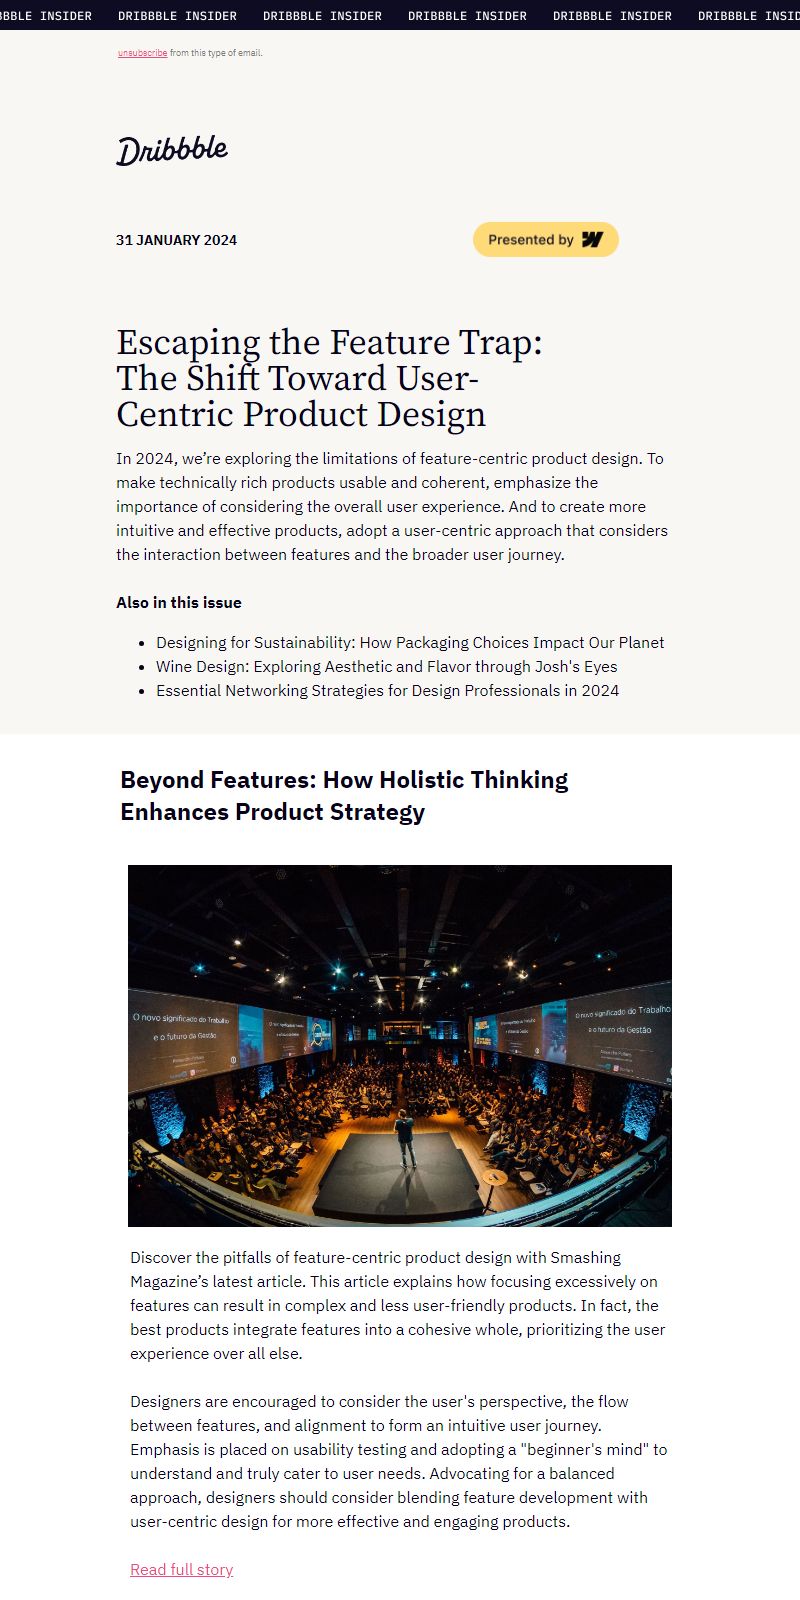 BBBLE INSIDER DRIBBBLE INSIDER DRIBBBLE INSIDER DRIBBBLE INSIDER DRIBBBLE INSIDER DRIBBBLE INSID
unsubscribe from this type of email.
Dribbble
31 JANUARY 2024
Presented by
Escaping the Feature Trap:
The Shift Toward User-
Centric Product Design
In 2024, we’re exploring the limitations of feature-centric product design. To
make technically rich products usable and coherent, emphasize the
importance of considering the overall user experience. And to create more
intuitive and effective products, adopt a user-centric approach that considers
the interaction between features and the broader user journey.
Also in this issue
• Designing for Sustainability: How Packaging Choices Impact Our Planet
• Wine Design: Exploring Aesthetic and Flavor through Josh's Eyes
• Essential Networking Strategies for Design Professionals in 2024
Beyond Features: How Holistic Thinking
Enhances Product Strategy
O novo significado do Trabalho
e o futuro da Gestão
O novo significado do Trabalho
e o futuro da Gestão
Discover the pitfalls of feature-centric product design with Smashing
Magazine’s latest article. This article explains how focusing excessively on
features can result in complex and less user-friendly products. In fact, the
best products integrate features into a cohesive whole, prioritizing the user
experience over all else.
Designers are encouraged to consider the user's perspective, the flow
between features, and alignment to form an intuitive user journey.
Emphasis is placed on usability testing and adopting a "beginner's mind" to
understand and truly cater to user needs. Advocating for a balanced
approach, designers should consider blending feature development with
user-centric design for more effective and engaging products.
Read full story